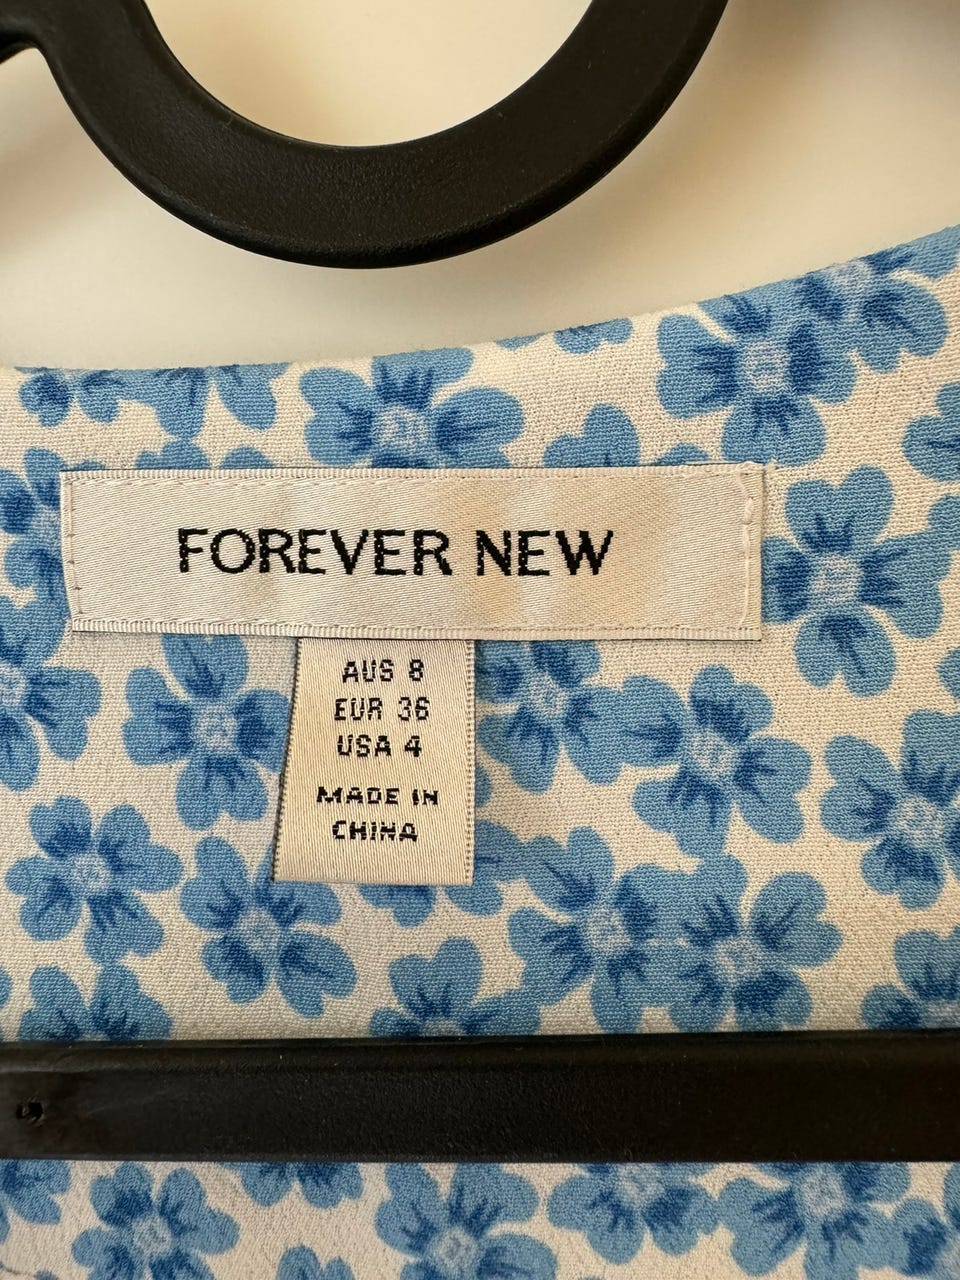 FOREVER NEW
AUS 8
EUR 36
USA 4
MADE IN
CHINA